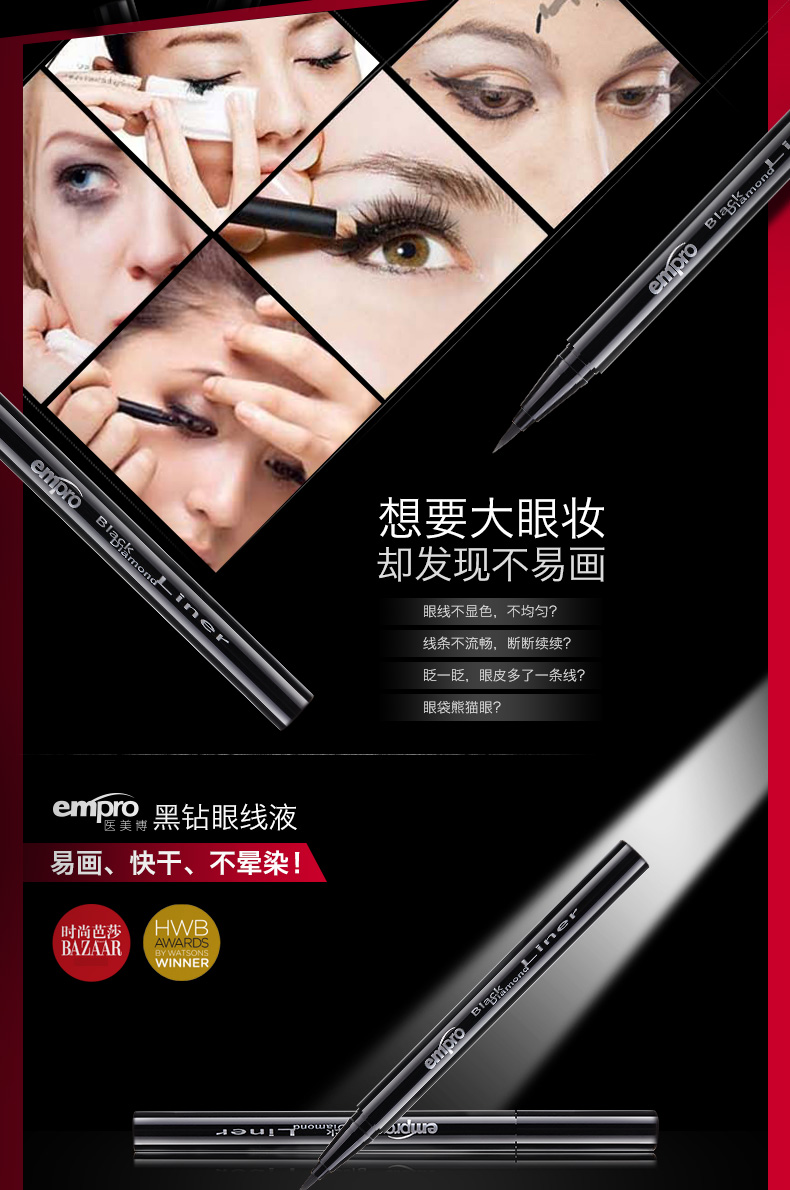 empro
Black
Diamond
Liner
empro
Black
Diamond
Liner
想要大眼妆
却发现不易画
眼线不显色，不均匀？
线条不流畅，断断续续？
眨一眨，眼皮多了一条线？
眼袋熊猫眼？
empro
医美博
黑钻眼线液
易画、快干、不晕染！
时尚芭莎
BAZAAR
HWB
AWARDS
BY WATSONS
WINNER
empro
Black
Diamond
Liner
empro
Black
Diamond
Liner